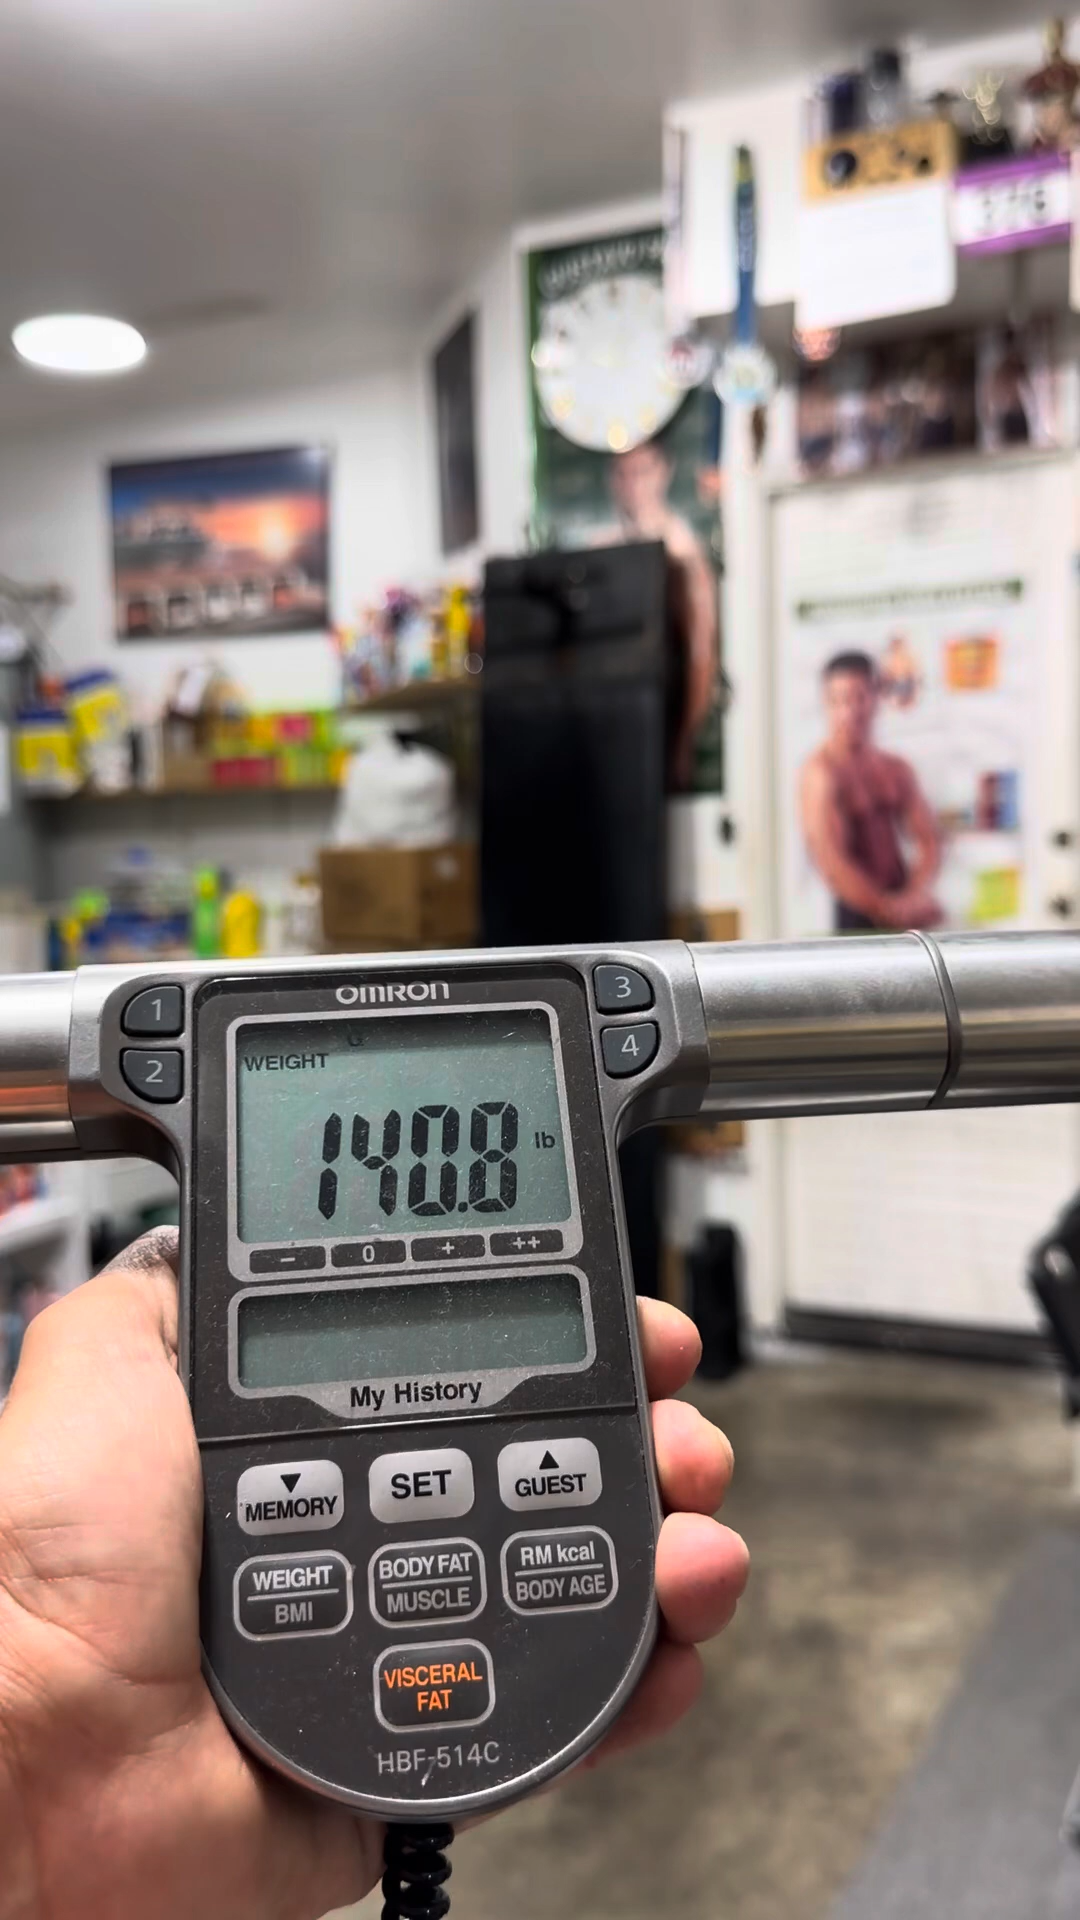 OMRON
1
3
2
4
WEIGHT
140.8 lb
− 0 + ++
My History
▼ MEMORY
SET
▲ GUEST
WEIGHT
BMI
BODY FAT
MUSCLE
RM kcal
BODY AGE
VISCERAL
FAT
HBF-514C